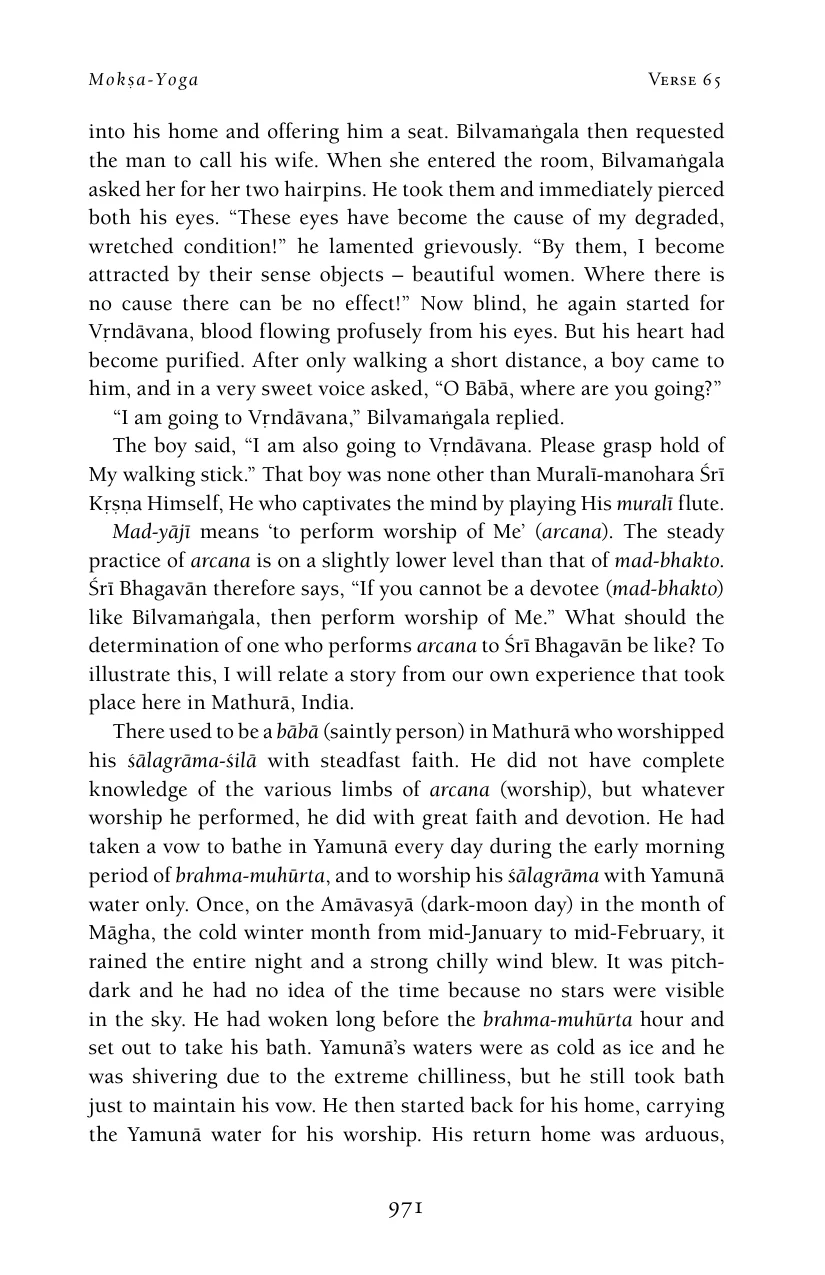 Mokṣa-Yoga Verse 65
into his home and offering him a seat. Bilvamaṅgala then requested
the man to call his wife. When she entered the room, Bilvamaṅgala
asked her for her two hairpins. He took them and immediately pierced
both his eyes. “These eyes have become the cause of my degraded,
wretched condition!” he lamented grievously. “By them, I become
attracted by their sense objects – beautiful women. Where there is
no cause there can be no effect!” Now blind, he again started for
Vṛndāvana, blood flowing profusely from his eyes. But his heart had
become purified. After only walking a short distance, a boy came to
him, and in a very sweet voice asked, “O Bābā, where are you going?”
“I am going to Vṛndāvana,” Bilvamaṅgala replied.
The boy said, “I am also going to Vṛndāvana. Please grasp hold of
My walking stick.” That boy was none other than Muralī-manohara Śrī
Kṛṣṇa Himself, He who captivates the mind by playing His muralī flute.
Mad-yājī means ‘to perform worship of Me’ (arcana). The steady
practice of arcana is on a slightly lower level than that of mad-bhakto.
Śrī Bhagavān therefore says, “If you cannot be a devotee (mad-bhakto)
like Bilvamaṅgala, then perform worship of Me.” What should the
determination of one who performs arcana to Śrī Bhagavān be like? To
illustrate this, I will relate a story from our own experience that took
place here in Mathurā, India.
There used to be a bābā (saintly person) in Mathurā who worshipped
his śālagrāma-śilā with steadfast faith. He did not have complete
knowledge of the various limbs of arcana (worship), but whatever
worship he performed, he did with great faith and devotion. He had
taken a vow to bathe in Yamunā every day during the early morning
period of brahma-muhūrta, and to worship his śālagrāma with Yamunā
water only. Once, on the Amāvasyā (dark-moon day) in the month of
Māgha, the cold winter month from mid-January to mid-February, it
rained the entire night and a strong chilly wind blew. It was pitch-
dark and he had no idea of the time because no stars were visible
in the sky. He had woken long before the brahma-muhūrta hour and
set out to take his bath. Yamunā’s waters were as cold as ice and he
was shivering due to the extreme chilliness, but he still took bath
just to maintain his vow. He then started back for his home, carrying
the Yamunā water for his worship. His return home was arduous,
971